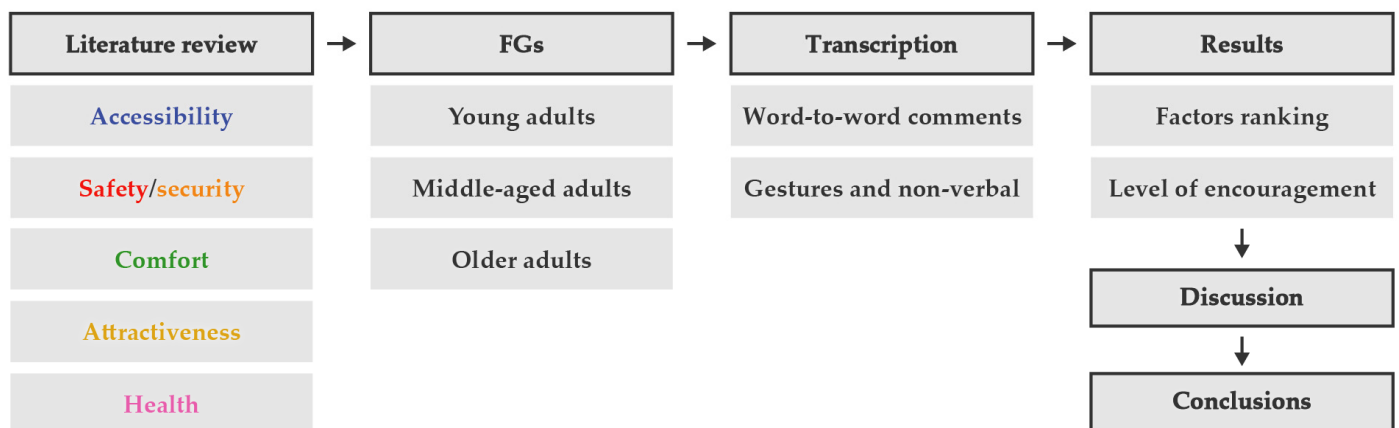 Literature review
Accessibility
Safety/security
Comfort
Attractiveness
Health
FGs
Young adults
Middle-aged adults
Older adults
Transcription
Word-to-word comments
Gestures and non-verbal
Results
Factors ranking
Level of encouragement
Discussion
Conclusions